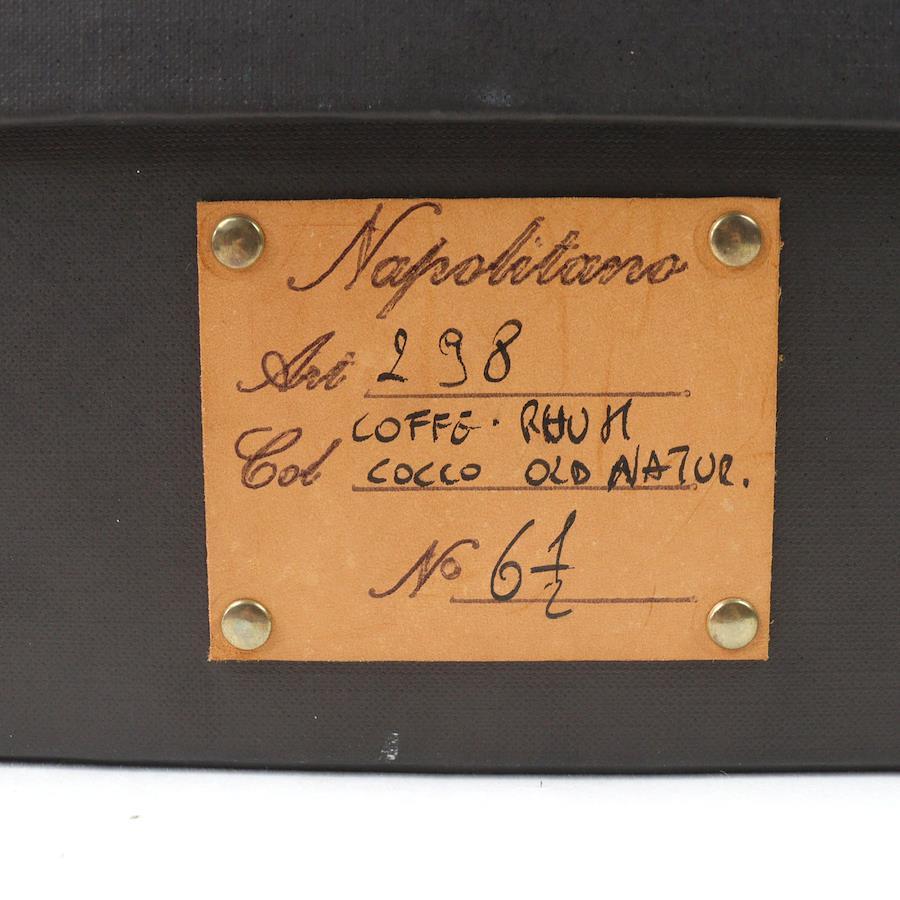 Napolitano
Art 298
COFFE. RHUM
Col COCCO OLD NATUR.
No 6½